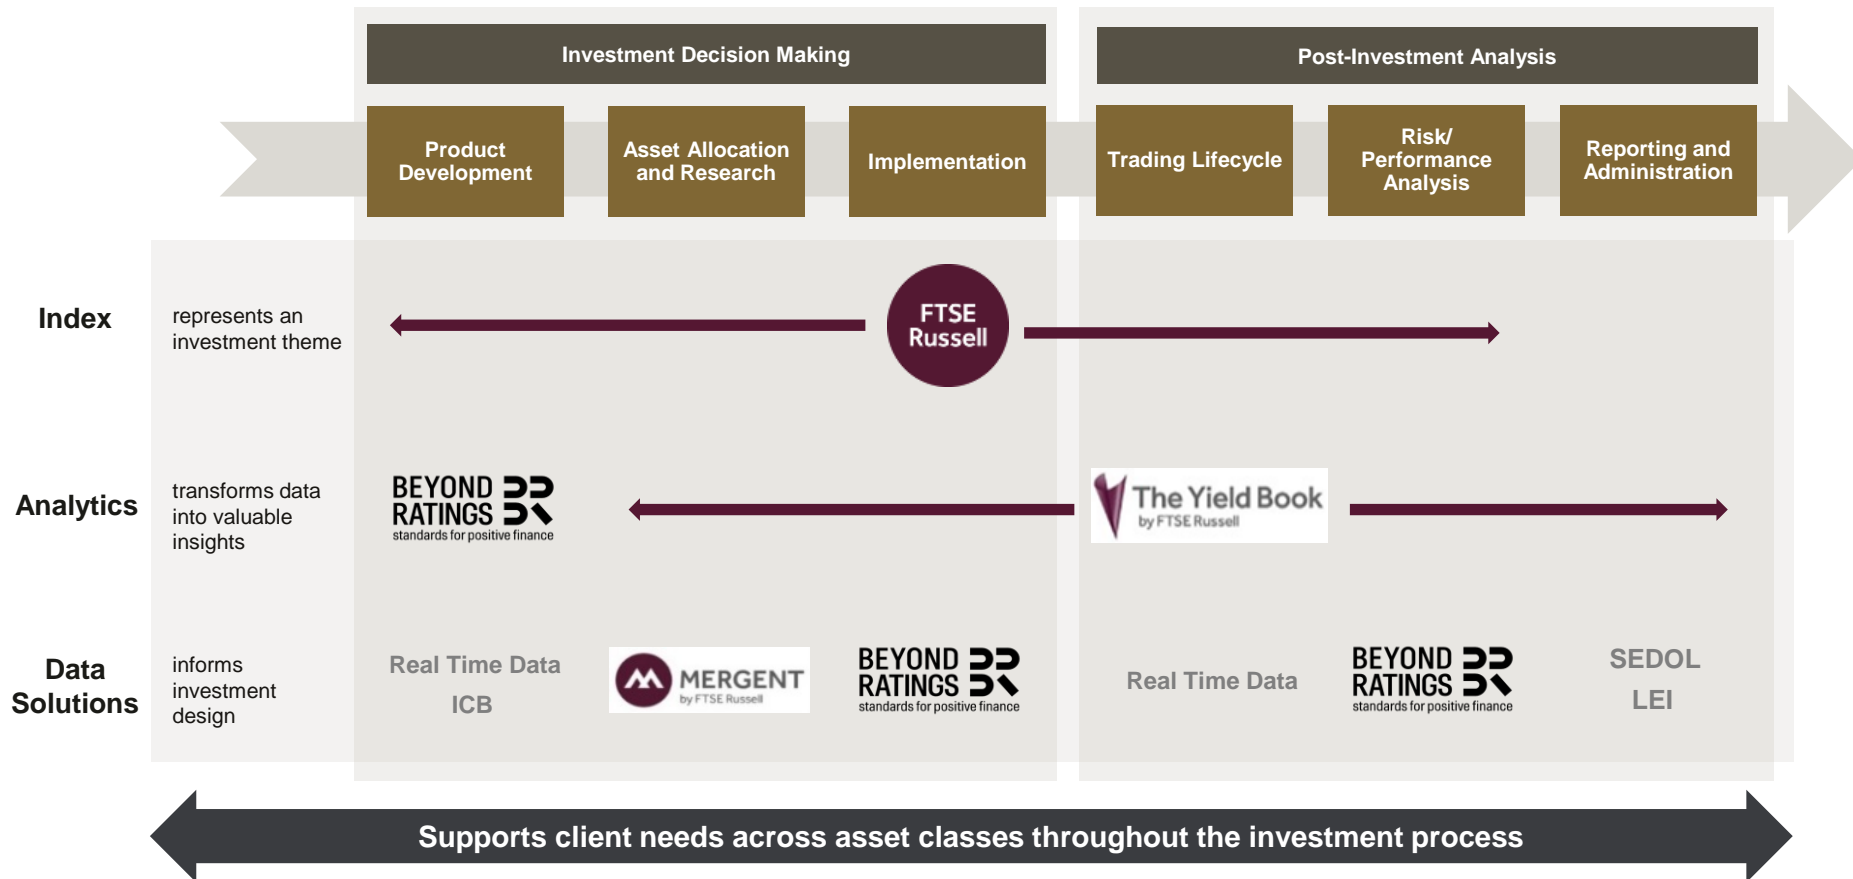 Investment Decision Making
Post-Investment Analysis
Product
Development
Asset Allocation
and Research
Implementation
Trading Lifecycle
Risk/
Performance
Analysis
Reporting and
Administration
Index
represents an
investment theme
FTSE
Russell
Analytics
transforms data
into valuable
insights
BEYOND
RATINGS
standards for positive finance
The Yield Book
by FTSE Russell
Data
Solutions
informs
investment
design
Real Time Data
ICB
MERGENT
by FTSE Russell
BEYOND
RATINGS
standards for positive finance
Real Time Data
BEYOND
RATINGS
standards for positive finance
SEDOL
LEI
Supports client needs across asset classes throughout the investment process